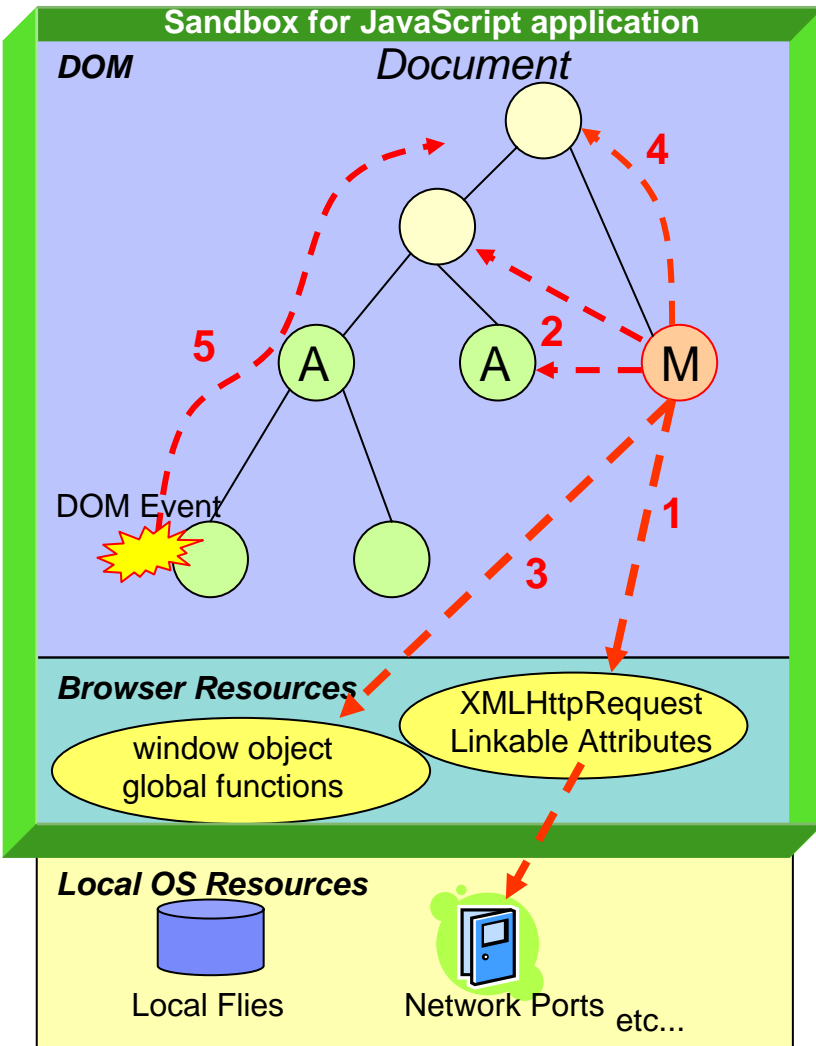 Sandbox for JavaScript application
DOM
Document
4
5
2
A
A
M
DOM Event
1
3
Browser Resources
XMLHttpRequest
Linkable Attributes
window object
global functions
Local OS Resources
Local Flies
Network Ports
etc...